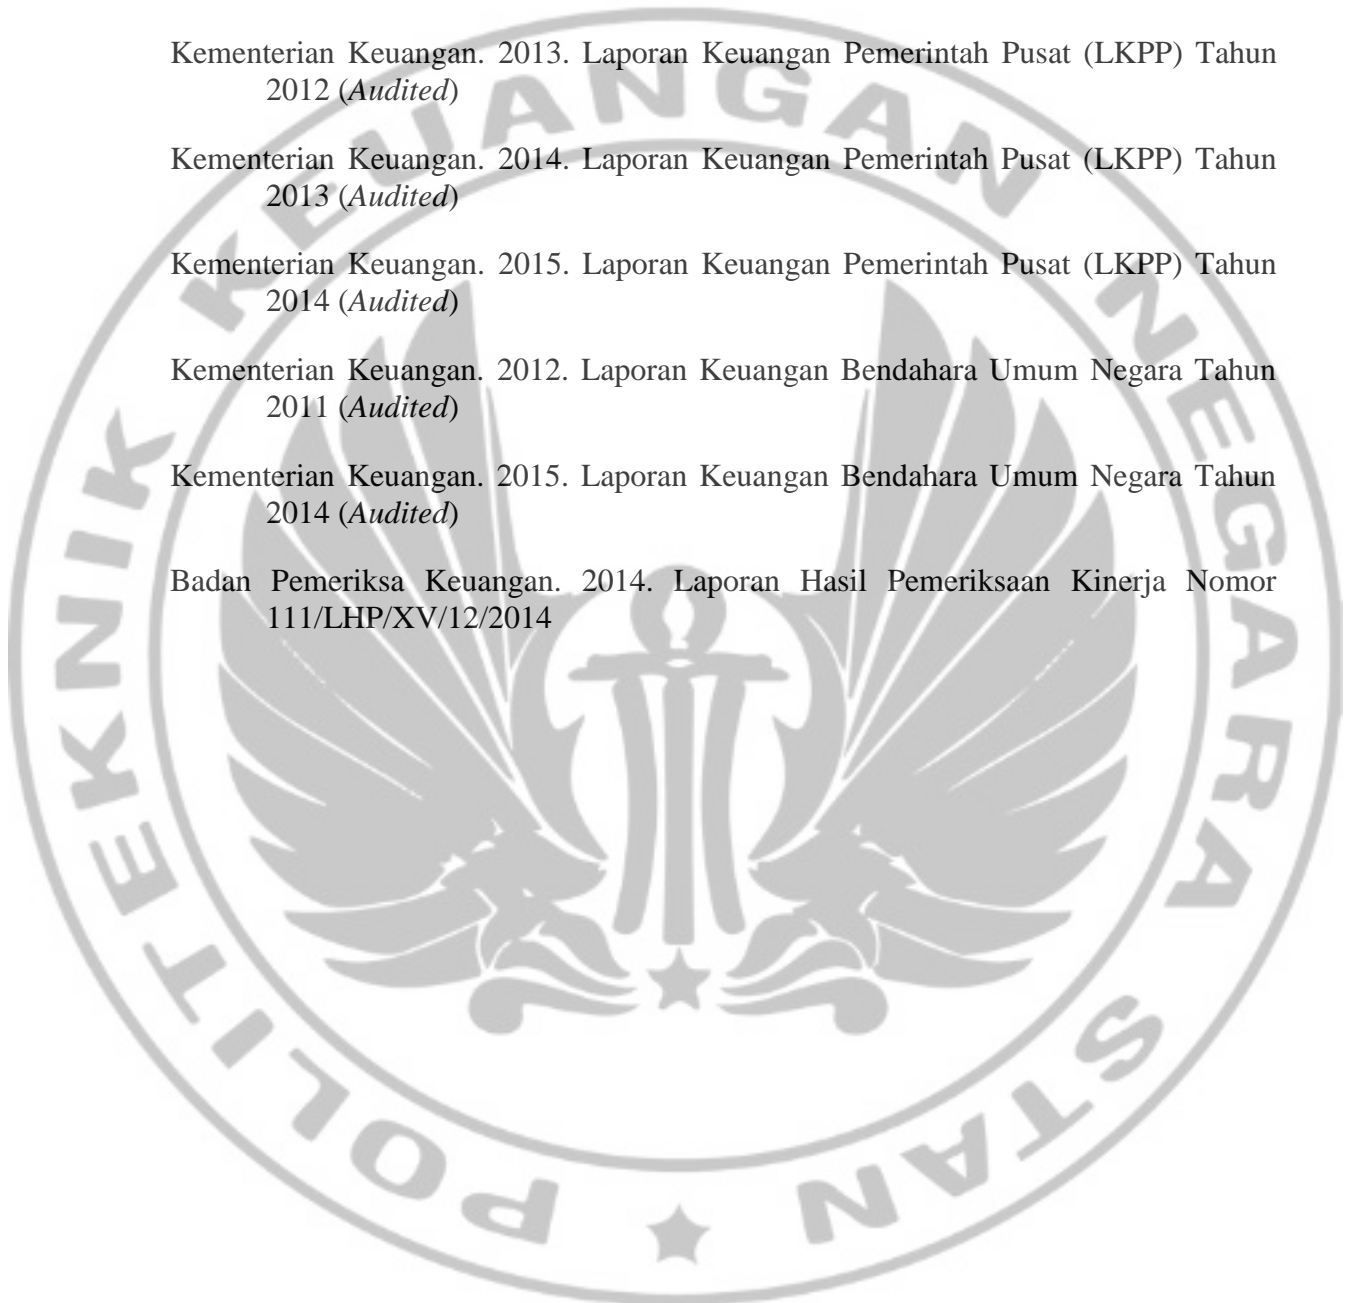 Kementerian Keuangan. 2013. Laporan Keuangan Pemerintah Pusat (LKPP) Tahun
2012 (Audited)
Kementerian Keuangan. 2014. Laporan Keuangan Pemerintah Pusat (LKPP) Tahun
2013 (Audited)
Kementerian Keuangan. 2015. Laporan Keuangan Pemerintah Pusat (LKPP) Tahun
2014 (Audited)
Kementerian Keuangan. 2012. Laporan Keuangan Bendahara Umum Negara Tahun
2011 (Audited)
Kementerian Keuangan. 2015. Laporan Keuangan Bendahara Umum Negara Tahun
2014 (Audited)
Badan Pemeriksa Keuangan. 2014. Laporan Hasil Pemeriksaan Kinerja Nomor
111/LHP/XV/12/2014
POLITEKNIK KEUANGAN NEGARA STAN